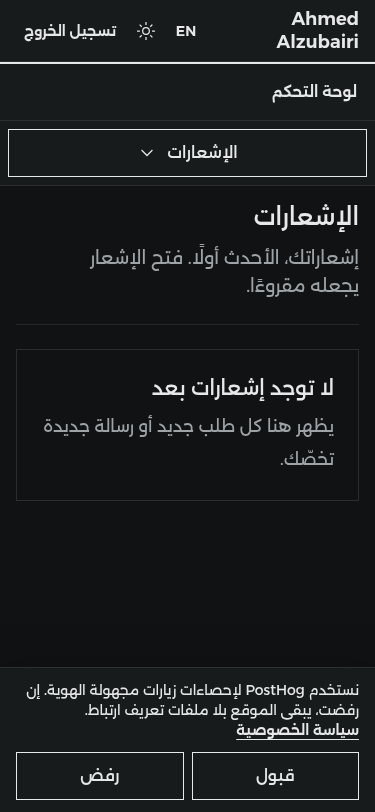 Ahmed
Alzubairi
EN
تسجيل الخروج
لوحة التحكم
الإشعارات
الإشعارات
إشعاراتك، الأحدث أولًا. فتح الإشعار
يجعله مقروءًا.
لا توجد إشعارات بعد
يظهر هنا كل طلب جديد أو رسالة جديدة
تخصّك.
نستخدم PostHog لإحصاءات زيارات مجهولة الهوية. إن
رفضت، يبقى الموقع بلا ملفات تعريف ارتباط.
سياسة الخصوصية
قبول
رفض